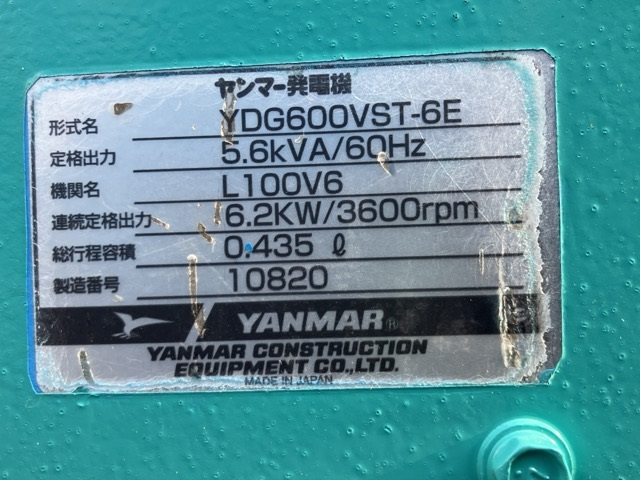 ヤンマー発電機
形式名 YDG600VST-6E
定格出力 5.6kVA/60Hz
機関名 L100V6
連続定格出力 6.2KW/3600rpm
総行程容積 0.435 ℓ
製造番号 10820
YANMAR®
YANMAR CONSTRUCTION
EQUIPMENT CO.,LTD.
MADE IN JAPAN